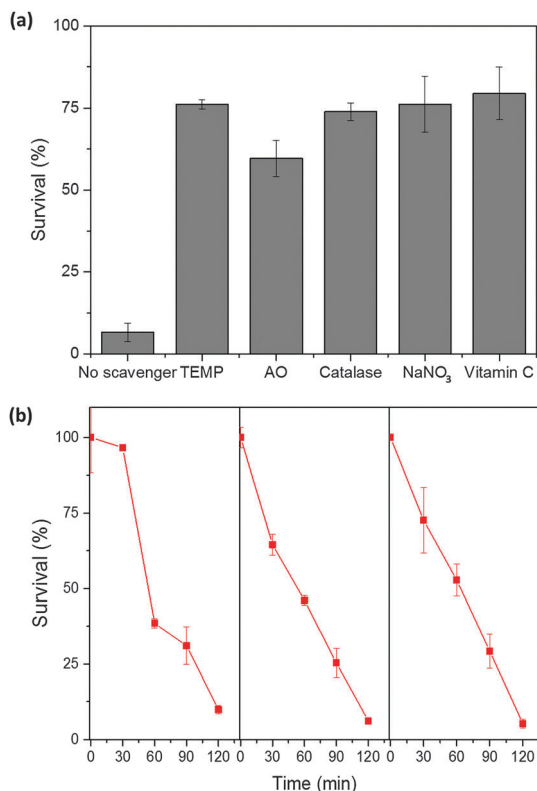 (a)
100
75
50
25
0
Survival (%)
No scavenger TEMP AO Catalase NaNO₃ Vitamin C
(b)
100
75
50
25
0
Survival (%)
0 30 60 90 120 0 30 60 90 120 0 30 60 90 120
Time (min)